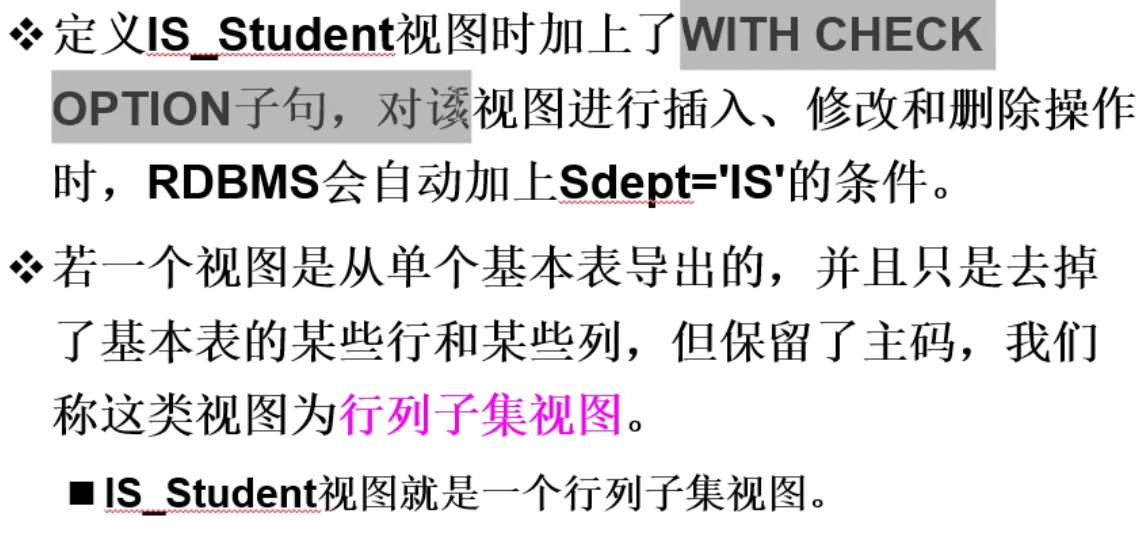 ❖定义IS_Student视图时加上了WITH CHECK
OPTION子句，对该视图进行插入、修改和删除操作
时，RDBMS会自动加上Sdept='IS'的条件。
❖若一个视图是从单个基本表导出的，并且只是去掉
了基本表的某些行和某些列，但保留了主码，我们
称这类视图为行列子集视图。
■IS_Student视图就是一个行列子集视图。